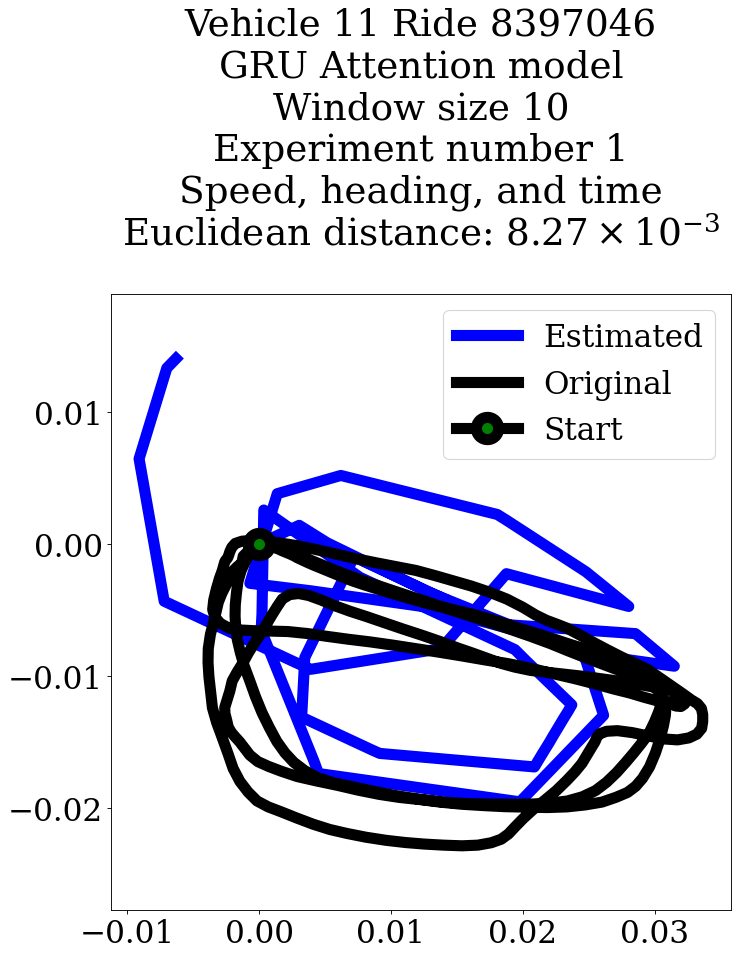 Vehicle 11 Ride 8397046
GRU Attention model
Window size 10
Experiment number 1
Speed, heading, and time
Euclidean distance: 8.27 × 10⁻³
Estimated
Original
Start
0.01
0.00
−0.01
−0.02
−0.01 0.00 0.01 0.02 0.03